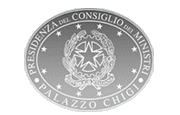 PRESIDENZA DEL CONSIGLIO DEI MINISTRI
PALAZZO CHIGI